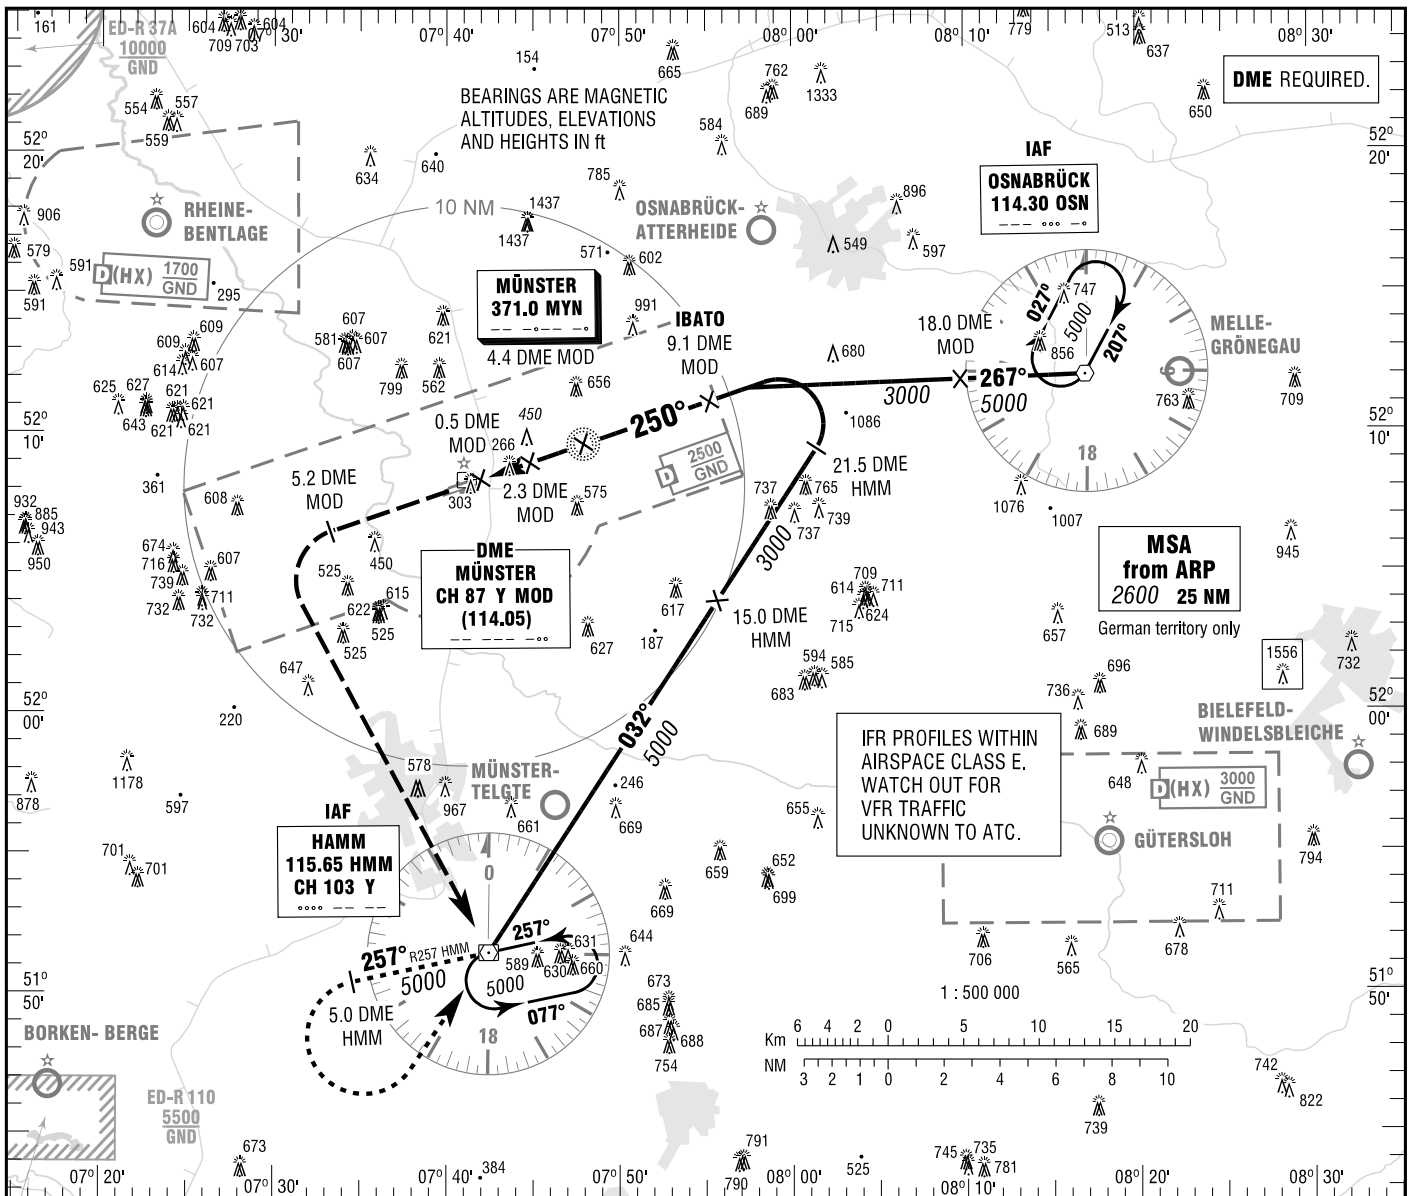 161
ED-R 37A
10000
GND
604
709
703
604
07° 30'
07° 40'
07° 50'
08° 00'
08° 10'
08° 30'
154
665
762
689
1333
779
513
637
650
DME REQUIRED.
BEARINGS ARE MAGNETIC
ALTITUDES, ELEVATIONS
AND HEIGHTS IN ft
554
557
559
52°
20'
52°
20'
634
640
584
785
IAF
OSNABRÜCK
114.30 OSN
896
597
549
906
579
591
591
RHEINE-
BENTLAGE
D(HX) 1700
GND
295
10 NM
1437
1437
571
602
OSNABRÜCK-
ATTERHEIDE
MÜNSTER
371.0 MYN
4.4 DME MOD
991
IBATO
9.1 DME
MOD
680
18.0 DME
MOD
027°
747
5000
207°
856
MELLE-
GRÖNEGAU
763
709
609
609
607
614
607
581
607
607
621
799
562
656
625
627
643
621
621
621
621
267°
5000
3000
1086
18
52°
10'
52°
10'
0.5 DME
MOD
450
266
303
2.3 DME
MOD
250°
D 2500
GND
575
5.2 DME
MOD
361
608
21.5 DME
HMM
737
765
739
737
1076
1007
945
932
885
943
950
674
716
739
732
607
711
732
450
525
615
622
525
525
DME
MÜNSTER
CH 87 Y MOD
(114.05)
617
187
627
3000
15.0 DME
HMM
709
614
711
624
715
594
585
683
MSA
from ARP
2600 25 NM
German territory only
657
1556
732
696
736
689
52°
00'
52°
00'
647
220
032°
5000
IFR PROFILES WITHIN
AIRSPACE CLASS E.
WATCH OUT FOR
VFR TRAFFIC
UNKNOWN TO ATC.
BIELEFELD-
WINDELSBLEICHE
648
D(HX) 3000
GND
GÜTERSLOH
794
878
1178
597
578
967
MÜNSTER-
TELGTE
661
246
669
655
701
701
IAF
HAMM
115.65 HMM
CH 103 Y
0
659
652
699
669
711
678
706
565
257°
R257 HMM
5000
257°
631
589
630
660
5000
077°
644
5.0 DME
HMM
18
673
685
687
688
754
51°
50'
51°
50'
1 : 500 000
Km 6 4 2 0 5 10 15 20
NM 3 2 1 0 2 4 6 8 10
BORKEN- BERGE
ED-R 110
5500
GND
742
822
739
673
384
791
790
525
745
735
781
07° 20'
07° 30'
07° 40'
07° 50'
08° 00'
08° 10'
08° 20'
08° 30'